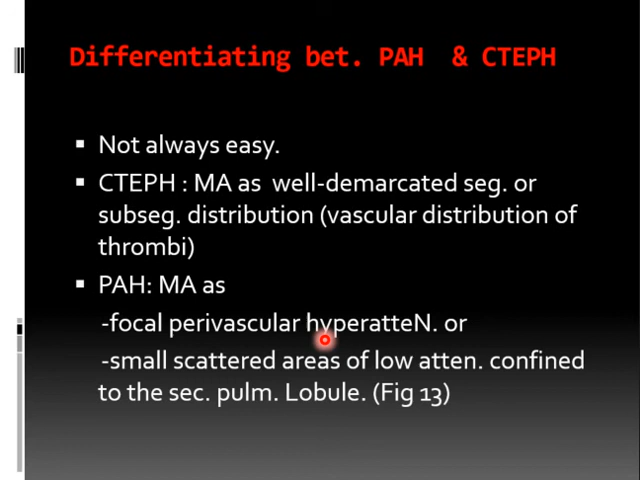 Differentiating bet. PAH & CTEPH
Not always easy.
CTEPH : MA as well-demarcated seg. or
subseg. distribution (vascular distribution of
thrombi)
PAH: MA as
-focal perivascular hyperatteN. or
-small scattered areas of low atten. confined
to the sec. pulm. Lobule. (Fig 13)